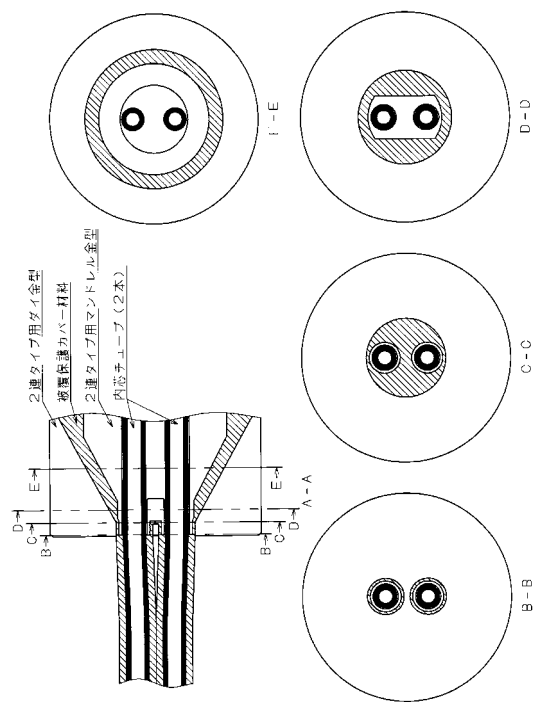 2連タイプ用ダイ金型
被覆保護カバー材料
2連タイプ用マンドレル金型
内芯チューブ(2本)
E
E
D
D
C
C
B
B
A-A
B-B
C-C
D-D
E-E